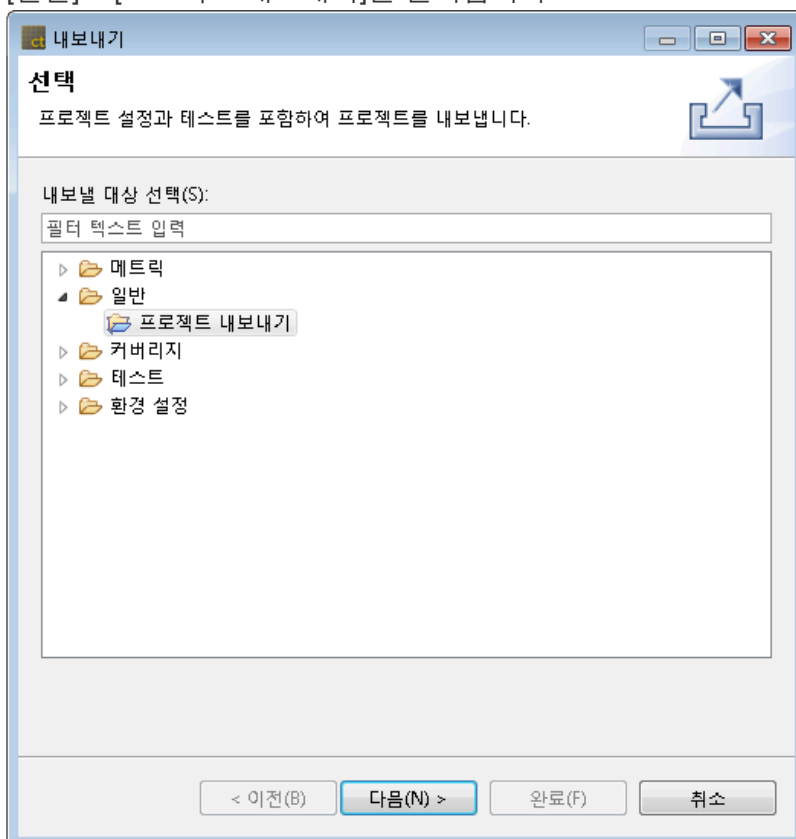 ct 내보내기
선택
프로젝트 설정과 테스트를 포함하여 프로젝트를 내보냅니다.
내보낼 대상 선택(S):
필터 텍스트 입력
메트릭
일반
프로젝트 내보내기
커버리지
테스트
환경 설정
< 이전(B) 다음(N) > 완료(F) 취소